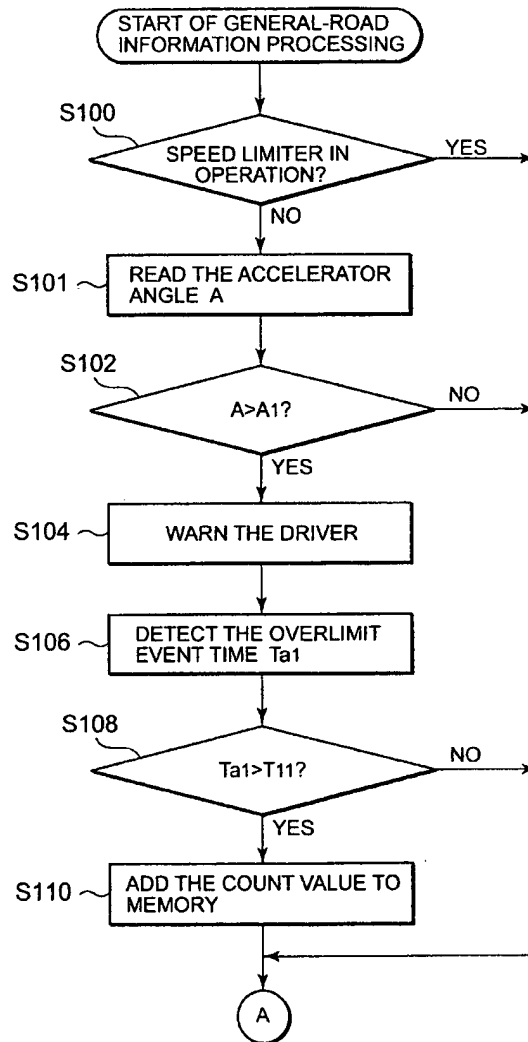 START OF GENERAL-ROAD
INFORMATION PROCESSING
S100
SPEED LIMITER IN
OPERATION?
YES
NO
S101
READ THE ACCELERATOR
ANGLE A
S102
A>A1?
NO
YES
S104
WARN THE DRIVER
S106
DETECT THE OVERLIMIT
EVENT TIME Ta1
S108
Ta1>T11?
NO
YES
S110
ADD THE COUNT VALUE TO
MEMORY
A